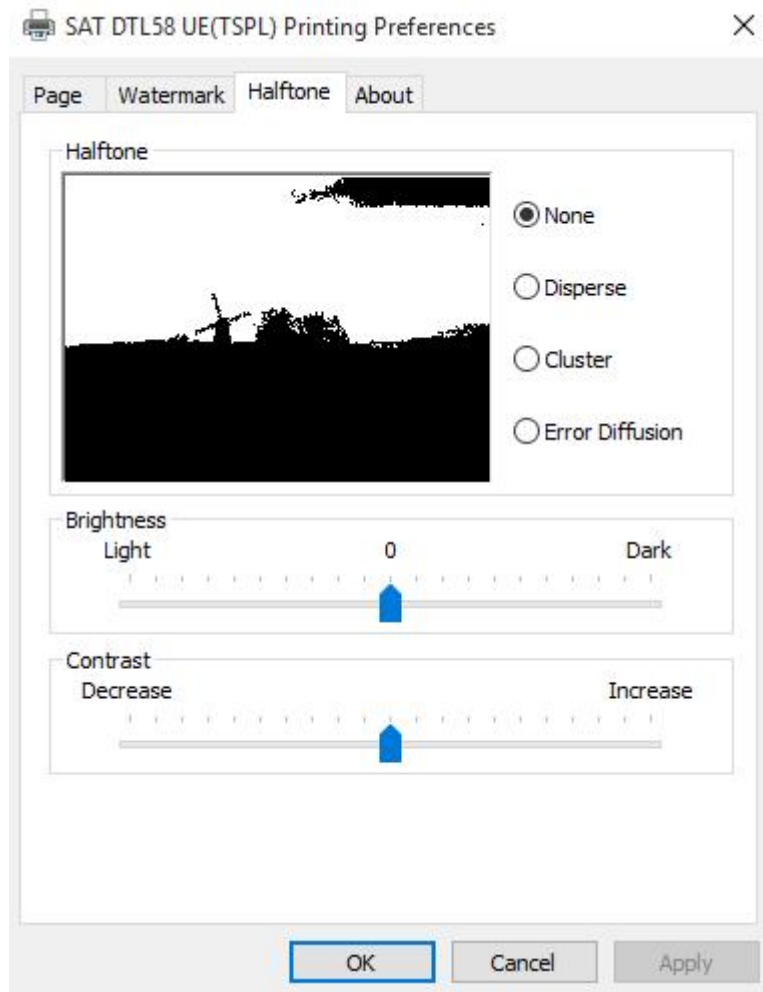 SAT DTL58 UE(TSPL) Printing Preferences
Page Watermark Halftone About
Halftone
None
Disperse
Cluster
Error Diffusion
Brightness
Light 0 Dark
Contrast
Decrease Increase
OK Cancel Apply